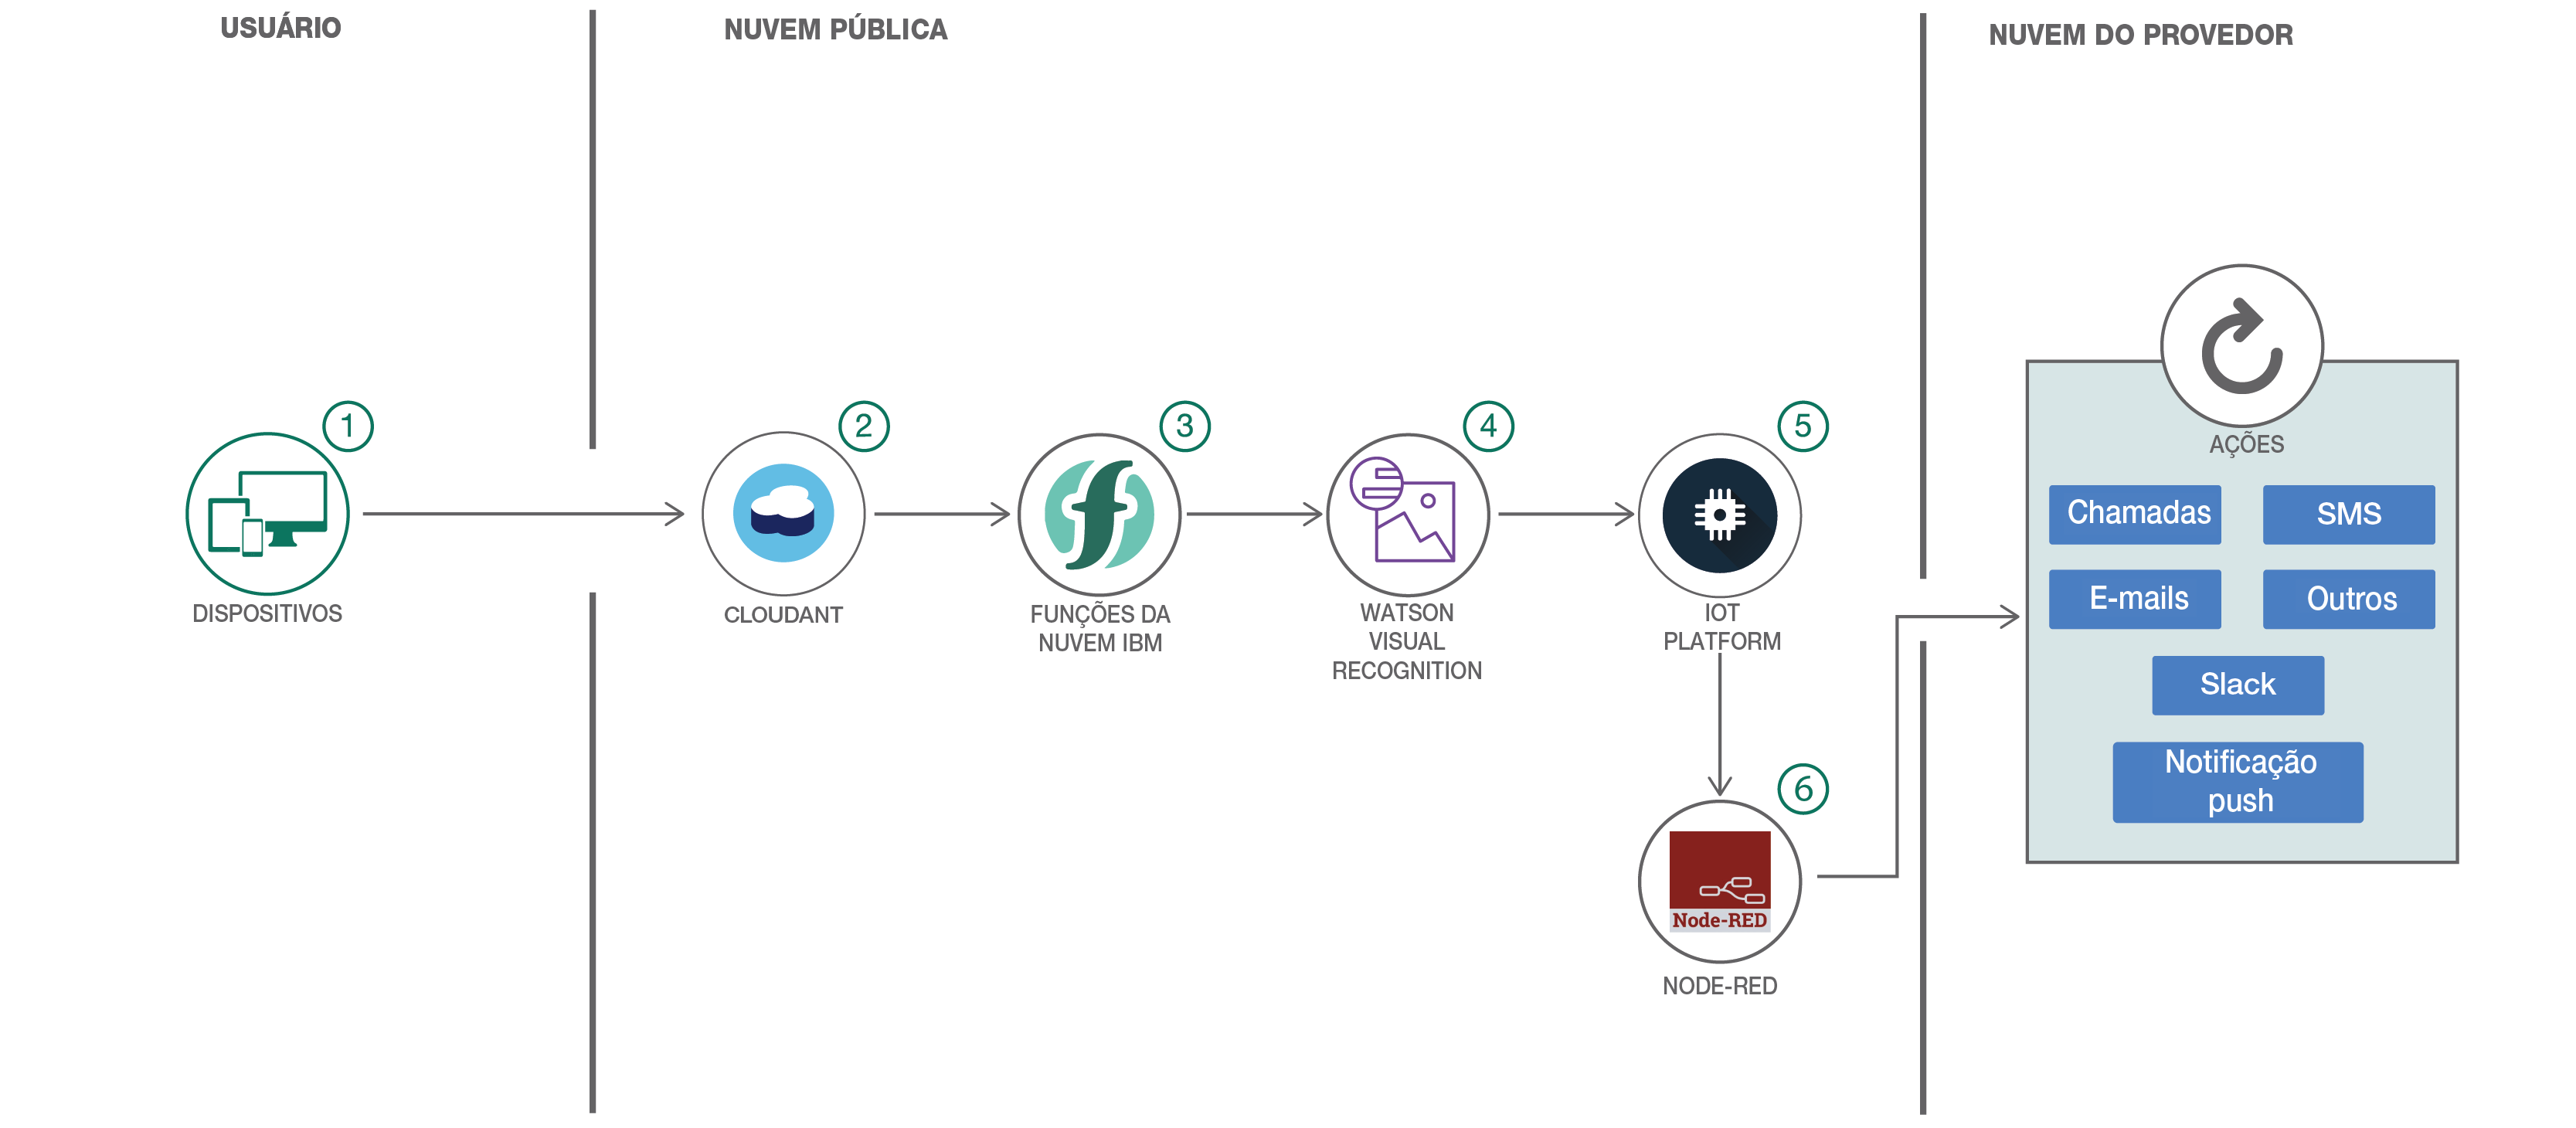 USUÁRIO
NUVEM PÚBLICA
NUVEM DO PROVEDOR
1
DISPOSITIVOS
2
CLOUDANT
3
FUNÇÕES DA
NUVEM IBM
4
WATSON
VISUAL
RECOGNITION
5
IOT
PLATFORM
6
Node-RED
NODE-RED
AÇÕES
Chamadas
SMS
E-mails
Outros
Slack
Notificação
push